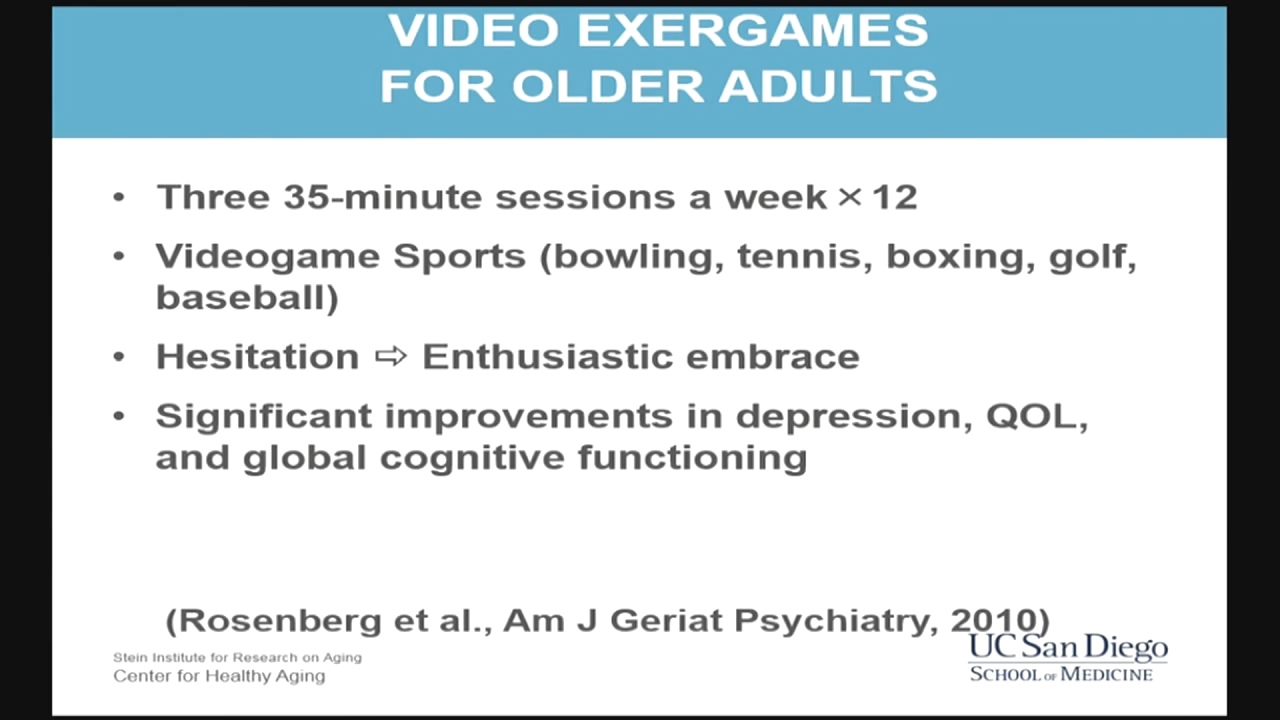 VIDEO EXERGAMES
FOR OLDER ADULTS
• Three 35-minute sessions a week × 12
• Videogame Sports (bowling, tennis, boxing, golf,
baseball)
• Hesitation ⇨ Enthusiastic embrace
• Significant improvements in depression, QOL,
and global cognitive functioning
(Rosenberg et al., Am J Geriat Psychiatry, 2010)
Stein Institute for Research on Aging
Center for Healthy Aging
UC San Diego
SCHOOL OF MEDICINE